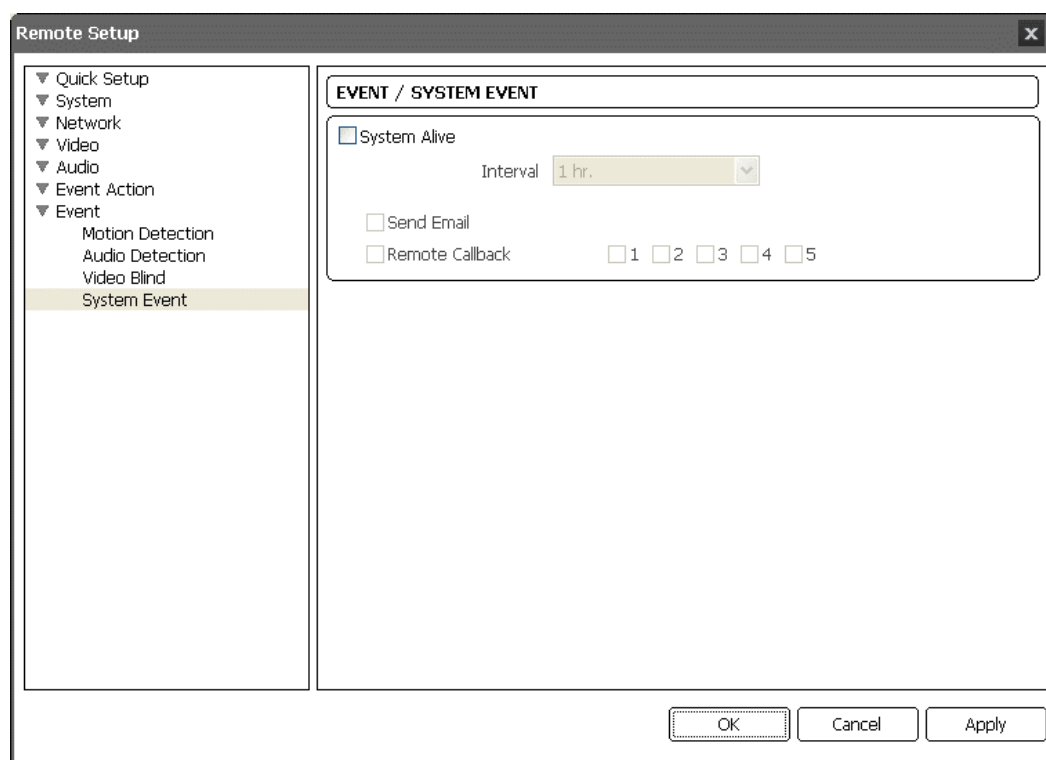 Remote Setup
Quick Setup
System
Network
Video
Audio
Event Action
Event
Motion Detection
Audio Detection
Video Blind
System Event
EVENT / SYSTEM EVENT
System Alive
Interval 1 hr.
Send Email
Remote Callback 1 2 3 4 5
OK Cancel Apply